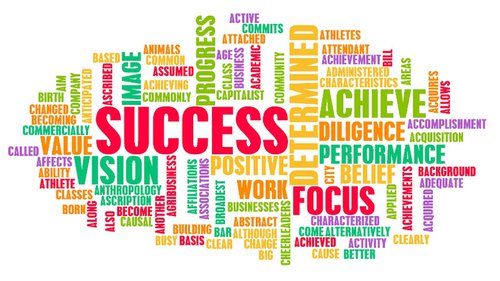 ACTIVE
COMMITS
ATTACHED
PROGRESS
AGE
CLASS
BUSINESS
ACADEMIC
CAPITALIST
COMMUNITY
DETERMINED
ATHLETES
ATTENDANT
ACHIEVEMENT
BILL
ADMINISTERED
CHARACTERISTICS
AREAS
BASED
ASCRIBED
IMAGE
ANIMALS
COMMON
ASSUMED
ACHIEVING
COMMONLY
BIRTH
AIM
COMPANY
ANTICIPATED
CHANGED
BECOMING
COMMERCIALLY
CALLED
VALUE
SUCCESS
ACHIEVE
ACQUIRES
ALLOWS
DILIGENCE
ACCOMPLISHMENT
ACQUISITION
PERFORMANCE
AFFECTS
ABILITY
ATHLETE
VISION
POSITIVE
CITY
BELIEF
BACKGROUND
ADEQUATE
CLASSES
ANTHROPOLOGY
ASCRIPTION
BORN
ALONG
ALSO
BECOME
CAUSAL
ANOTHER
AGRIBUSINESS
AFFILIATIONS
ASSOCIATIONS
BROADEST
WORK
BUSINESSES
FOCUS
APPLIED
ACHIEVEMENTS
ACQUIRED
BUILDING
BUSY
BASIS
BAR
CLEAR
ABSTRACT
ALTHOUGH
CHANGE
BIG
CHEERLEADERS
CHARACTERIZED
COME
ALTERNATIVELY
ACHIEVED
ACTIVITY
CLEARLY
CAUSE
BETTER